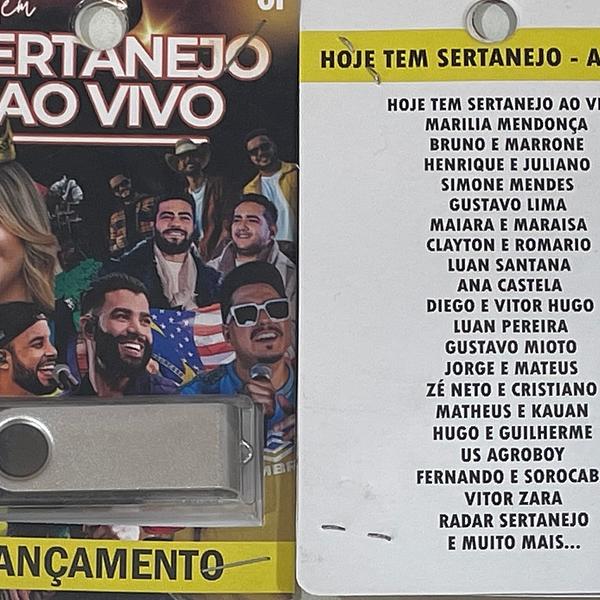 em
SERTANEJO
AO VIVO
LANÇAMENTO
HOJE TEM SERTANEJO - A
HOJE TEM SERTANEJO AO VI
MARILIA MENDONÇA
BRUNO E MARRONE
HENRIQUE E JULIANO
SIMONE MENDES
GUSTAVO LIMA
MAIARA E MARAISA
CLAYTON E ROMARIO
LUAN SANTANA
ANA CASTELA
DIEGO E VITOR HUGO
LUAN PEREIRA
GUSTAVO MIOTO
JORGE E MATEUS
ZÉ NETO E CRISTIANO
MATHEUS E KAUAN
HUGO E GUILHERME
US AGROBOY
FERNANDO E SOROCAB
VITOR ZARA
RADAR SERTANEJO
E MUITO MAIS...